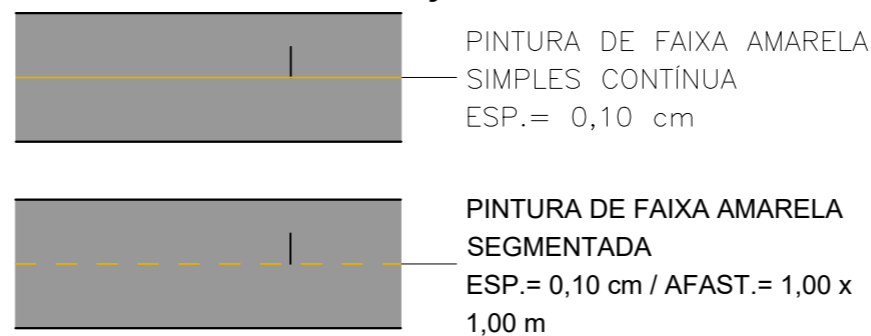 PINTURA DE FAIXA AMARELA
SIMPLES CONTÍNUA
ESP.= 0,10 cm
PINTURA DE FAIXA AMARELA
SEGMENTADA
ESP.= 0,10 cm / AFAST.= 1,00 x
1,00 m